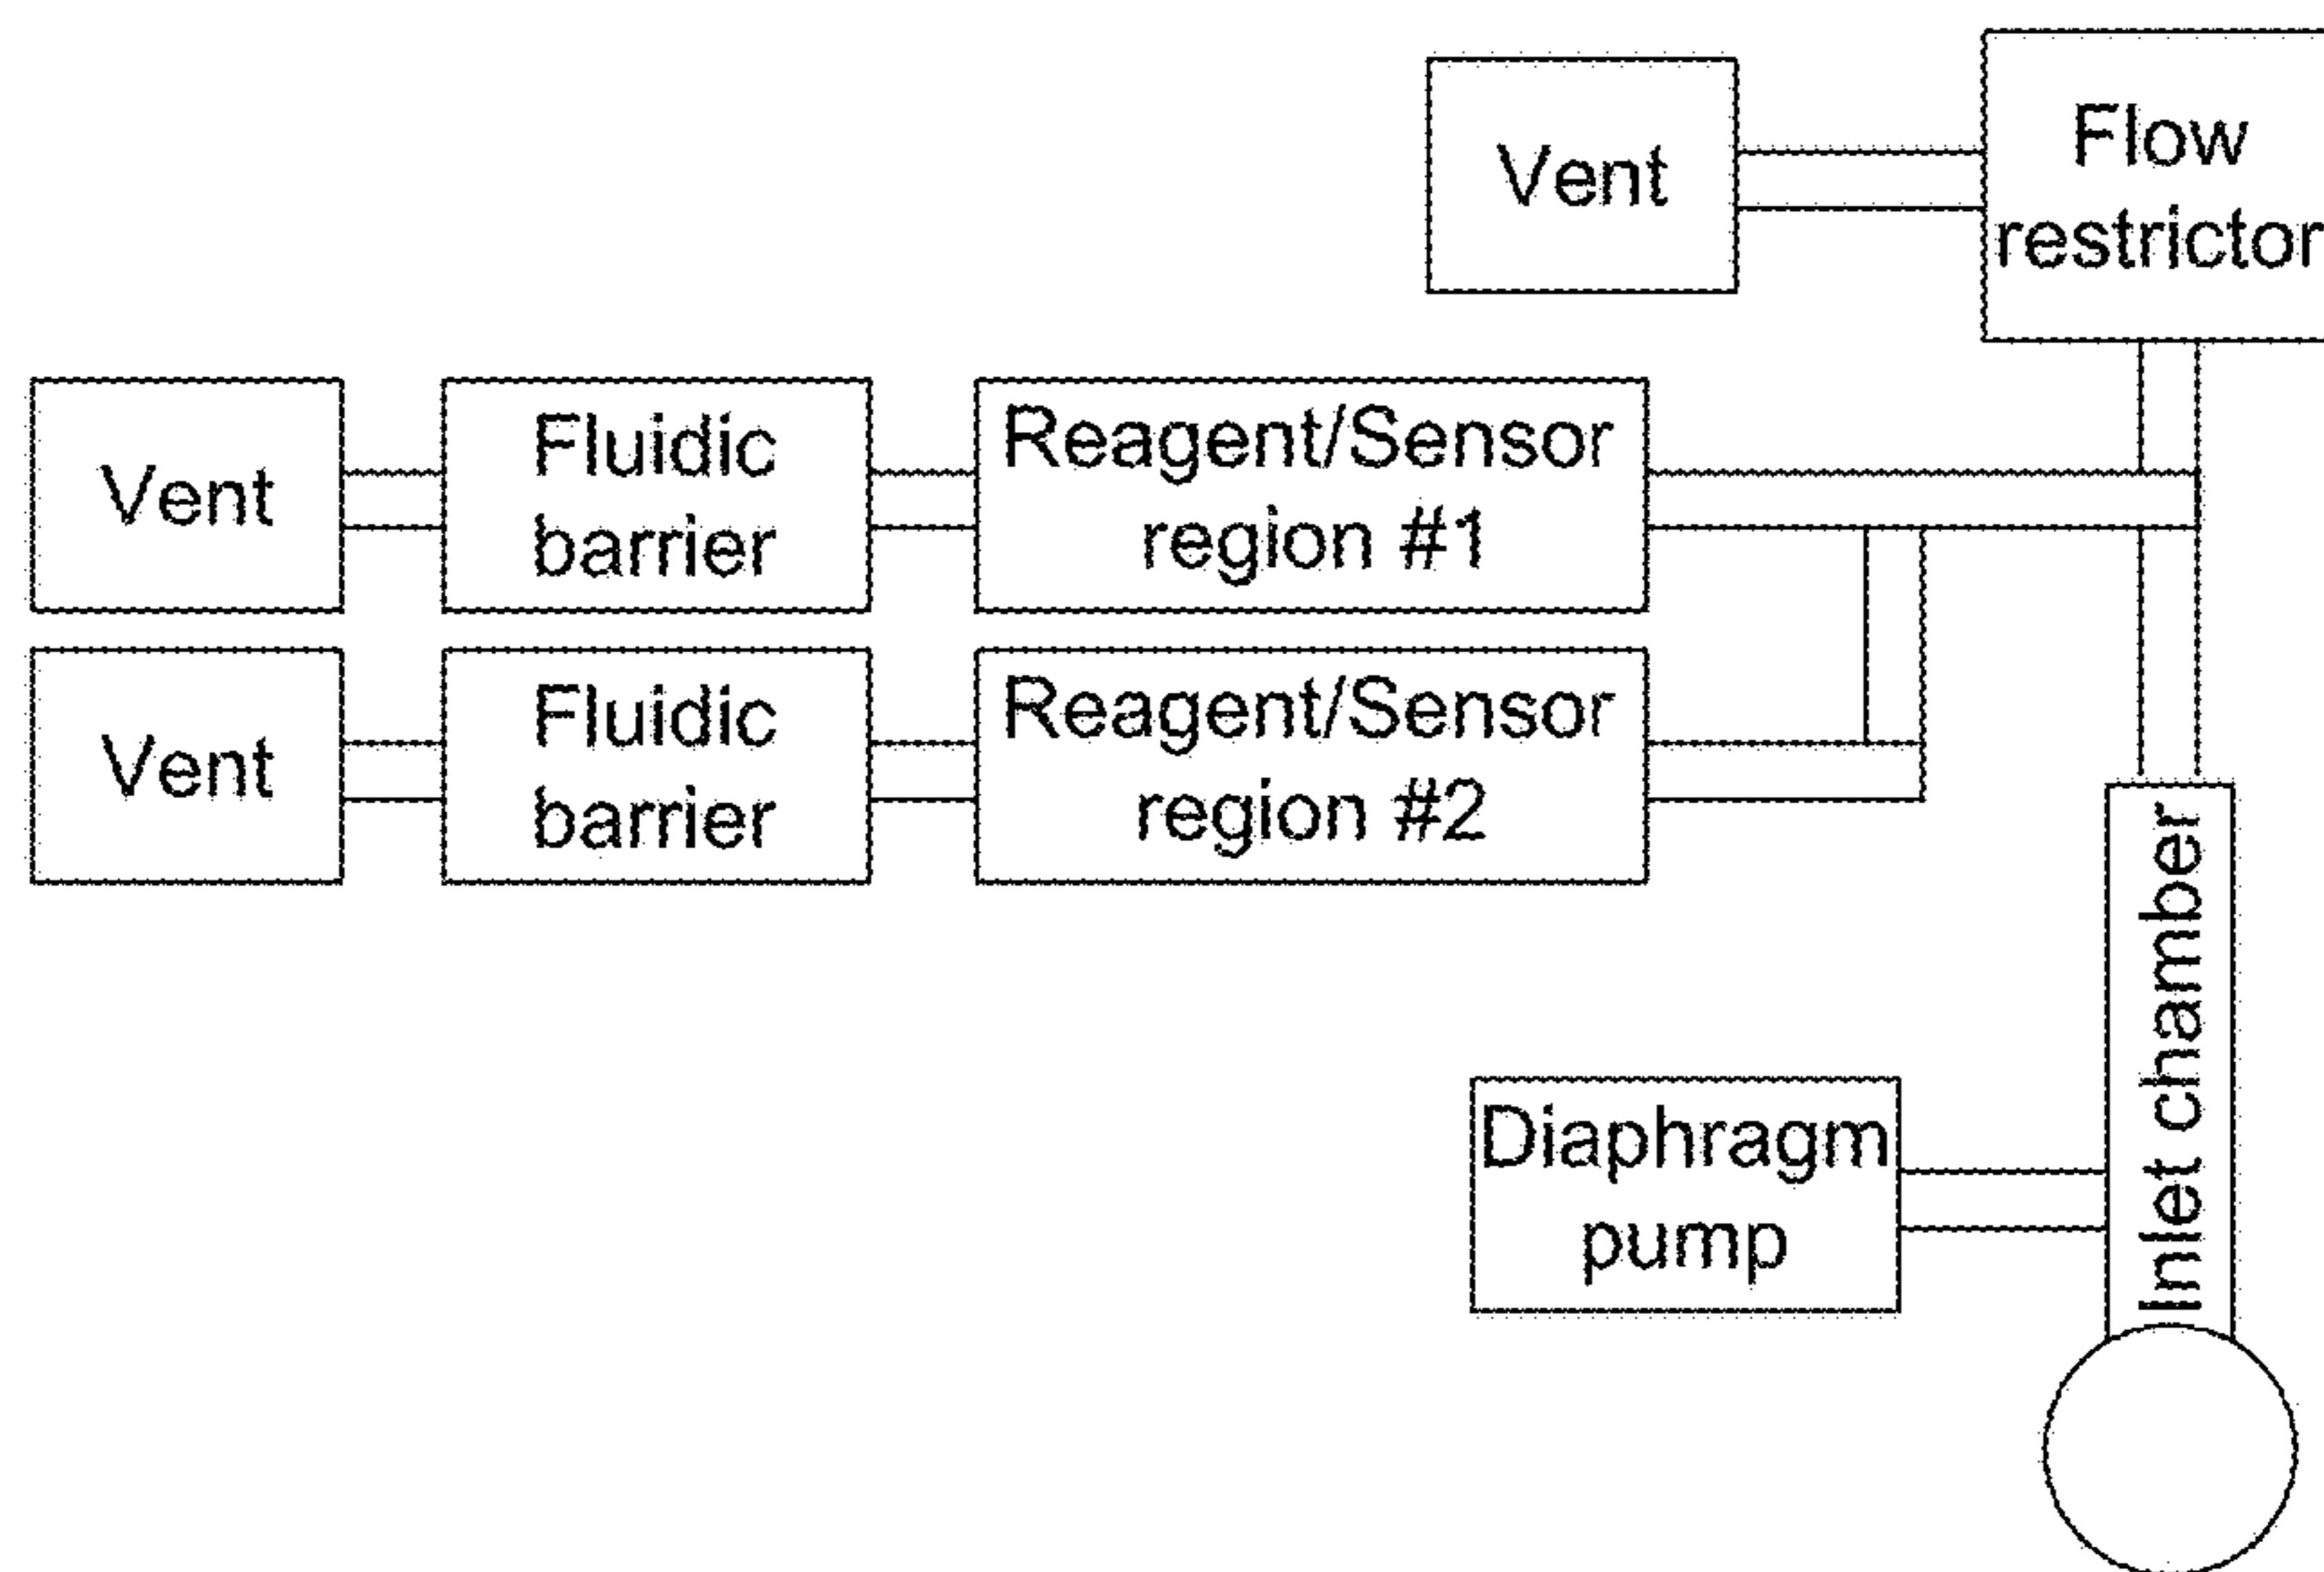 Vent
Flow
restrictor
Vent
Fluidic
barrier
Reagent/Sensor
region #1
Vent
Fluidic
barrier
Reagent/Sensor
region #2
Diaphragm
pump
Inlet chamber